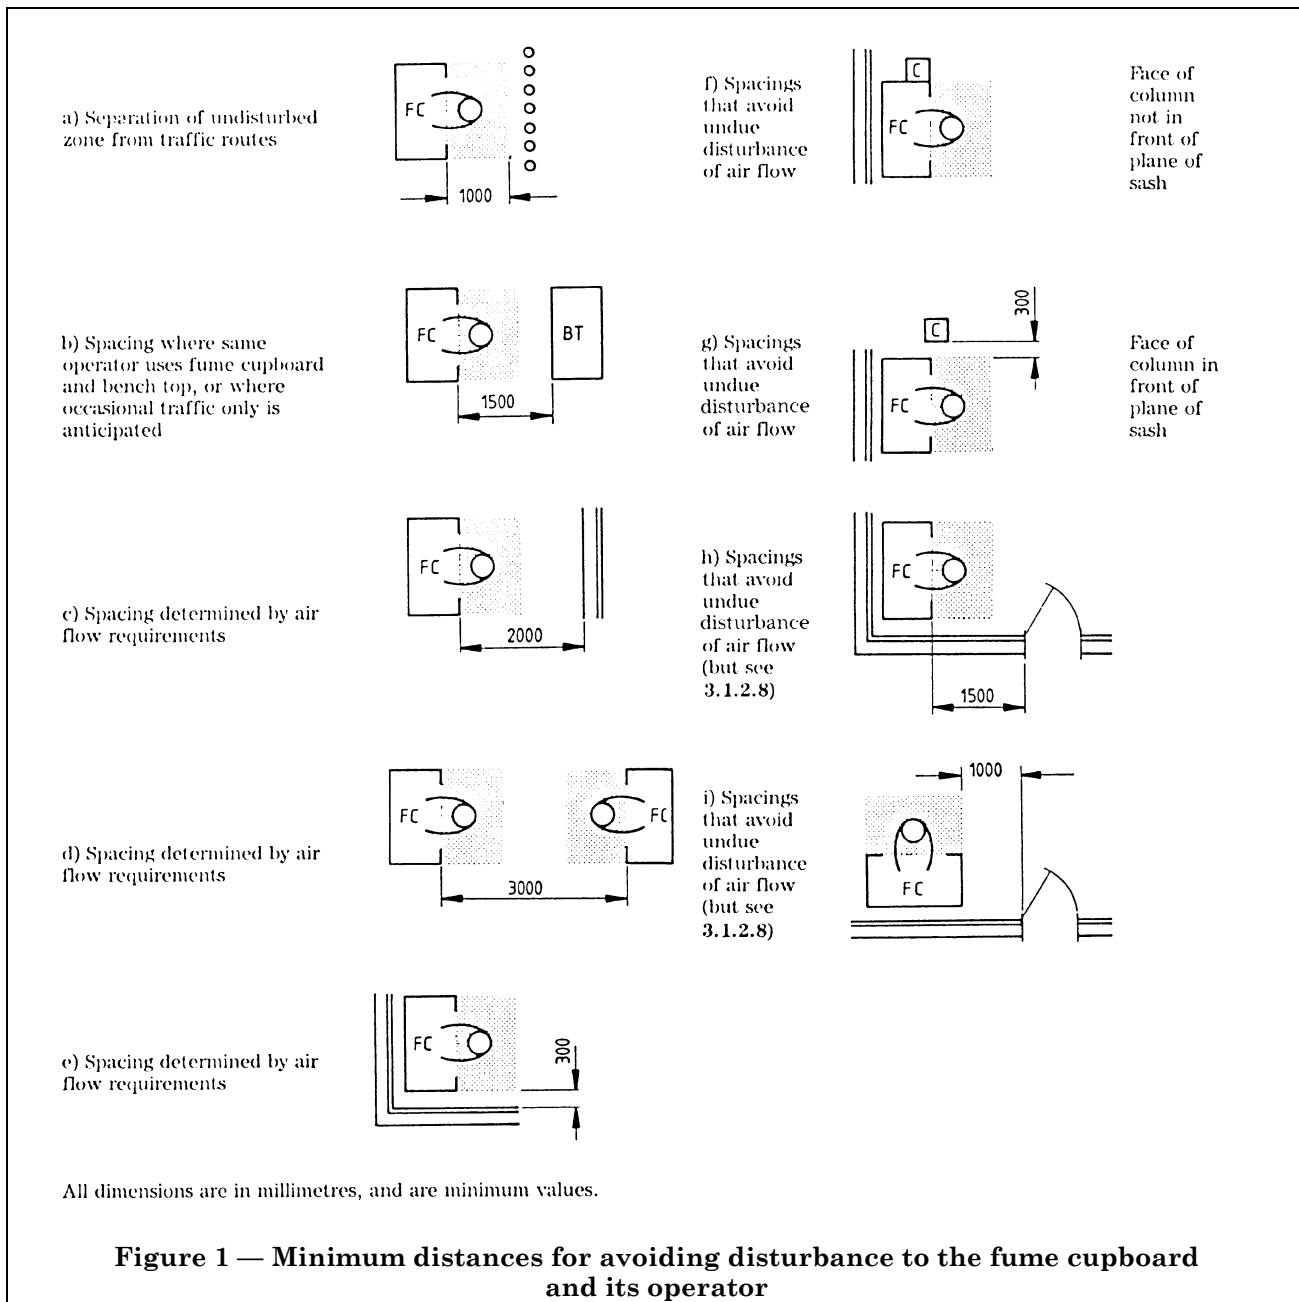 a) Separation of undisturbed
zone from traffic routes
FC
1000
b) Spacing where same
operator uses fume cupboard
and bench top, or where
occasional traffic only is
anticipated
FC
BT
1500
c) Spacing determined by air
flow requirements
FC
2000
d) Spacing determined by air
flow requirements
FC
FC
3000
e) Spacing determined by air
flow requirements
FC
300
f) Spacings
that avoid
undue
disturbance
of air flow
C
FC
Face of
column
not in
front of
plane of
sash
g) Spacings
that avoid
undue
disturbance
of air flow
C
300
FC
Face of
column in
front of
plane of
sash
h) Spacings
that avoid
undue
disturbance
of air flow
(but see
3.1.2.8)
FC
1500
i) Spacings
that avoid
undue
disturbance
of air flow
(but see
3.1.2.8)
1000
FC
All dimensions are in millimetres, and are minimum values.
Figure 1 — Minimum distances for avoiding disturbance to the fume cupboard
and its operator